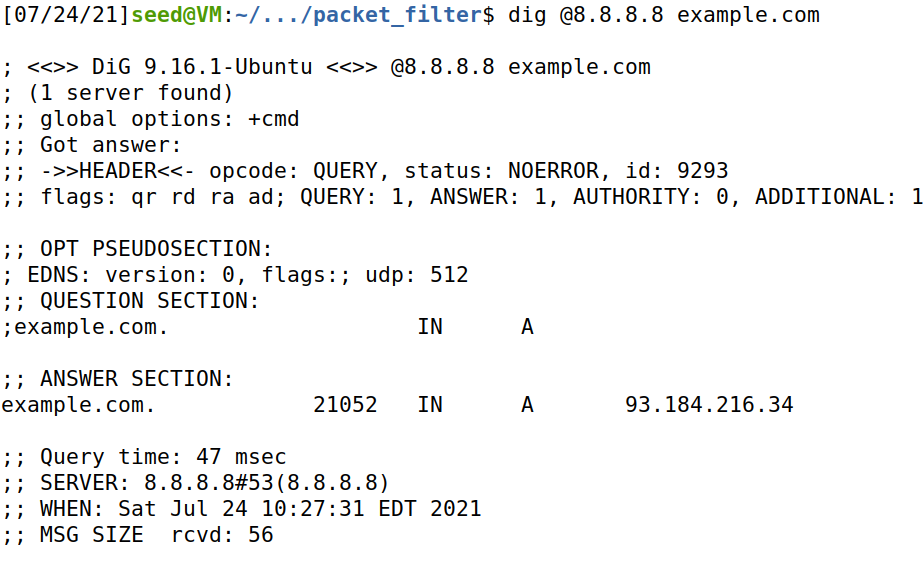 [07/24/21]seed@VM:~/.../packet_filter$ dig @8.8.8.8 example.com

; <<>> DiG 9.16.1-Ubuntu <<>> @8.8.8.8 example.com
; (1 server found)
;; global options: +cmd
;; Got answer:
;; ->>HEADER<<- opcode: QUERY, status: NOERROR, id: 9293
;; flags: qr rd ra ad; QUERY: 1, ANSWER: 1, AUTHORITY: 0, ADDITIONAL: 1

;; OPT PSEUDOSECTION:
; EDNS: version: 0, flags:; udp: 512
;; QUESTION SECTION:
;example.com.                   IN      A

;; ANSWER SECTION:
example.com.            21052   IN      A       93.184.216.34

;; Query time: 47 msec
;; SERVER: 8.8.8.8#53(8.8.8.8)
;; WHEN: Sat Jul 24 10:27:31 EDT 2021
;; MSG SIZE  rcvd: 56